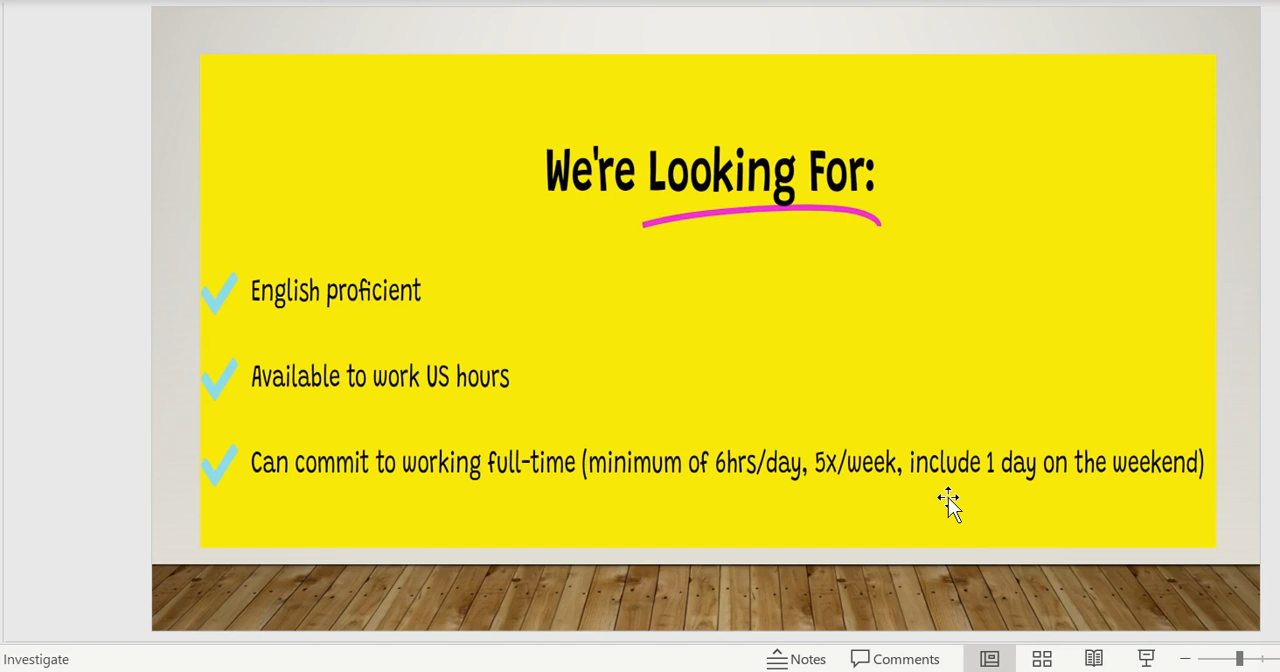 We're Looking For:
English proficient
Available to work US hours
Can commit to working full-time (minimum of 6hrs/day, 5x/week, include 1 day on the weekend)
Investigate
Notes
Comments